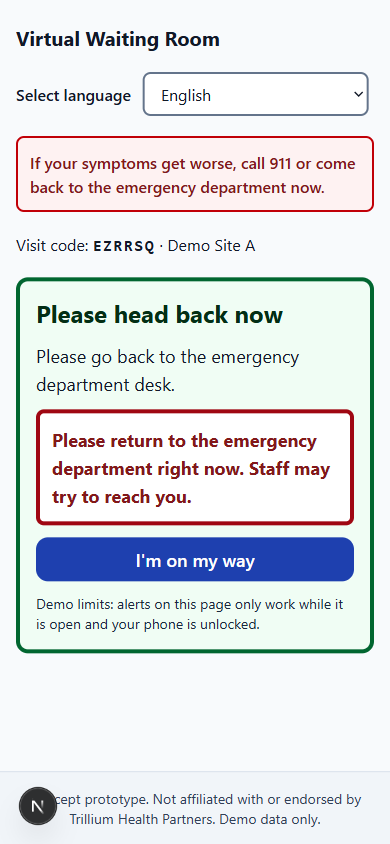 Virtual Waiting Room
Select language
English
If your symptoms get worse, call 911 or come
back to the emergency department now.
Visit code: EZRRSQ · Demo Site A
Please head back now
Please go back to the emergency
department desk.
Please return to the emergency
department right now. Staff may
try to reach you.
I'm on my way
Demo limits: alerts on this page only work while it
is open and your phone is unlocked.
N
cept prototype. Not affiliated with or endorsed by
Trillium Health Partners. Demo data only.